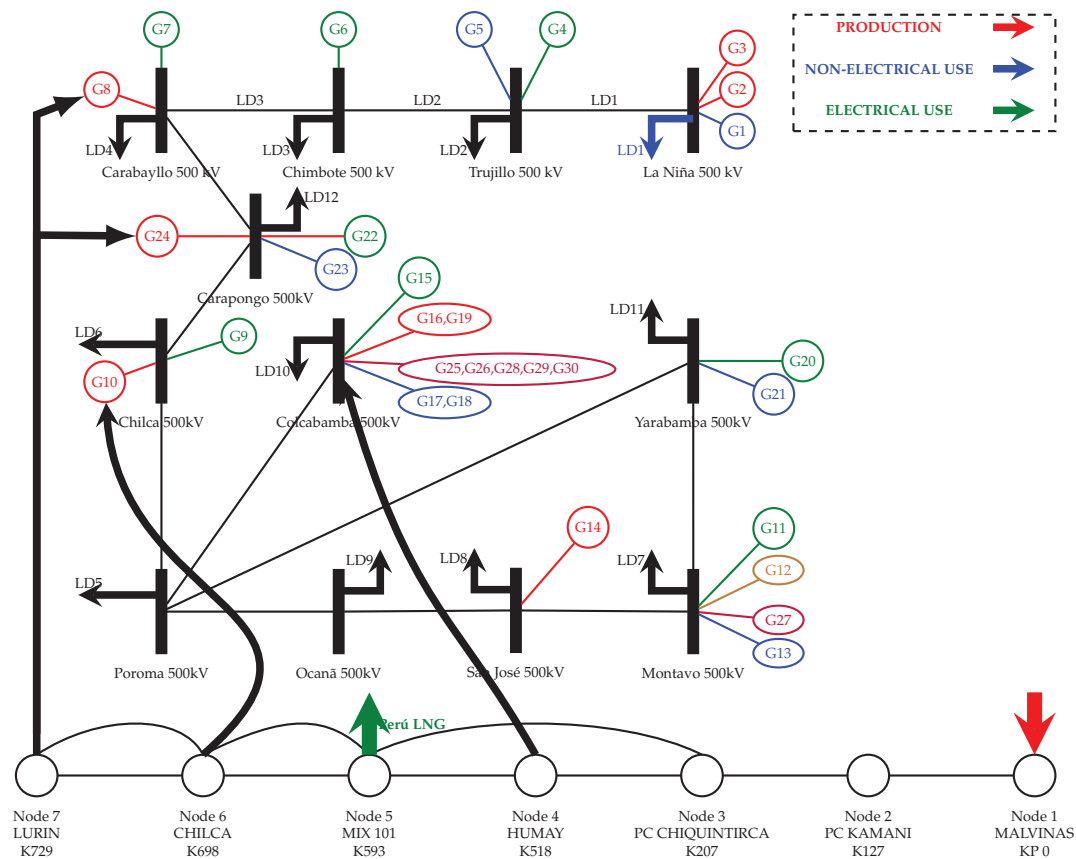 G7
G6
G5
G4
G3
G2
G1
G8
LD3
LD2
LD1
LD4
LD3
LD2
LD1
Carabayllo 500 kV
Chimbote 500 kV
Trujillo 500 kV
La Niña 500 kV
PRODUCTION
NON-ELECTRICAL USE
ELECTRICAL USE
LD12
G24
G22
G23
Carapongo 500kV
G15
G16,G19
G25,G26,G28,G29,G30
G17,G18
LD6
G9
G10
LD10
LD11
G20
G21
Chilca 500kV
Colcabamba 500kV
Yarabamba 500kV
G14
G11
G12
G27
G13
LD5
LD9
LD8
LD7
Poroma 500kV
Ocanã 500kV
San José 500kV
Montavo 500kV
Perú LNG
Node 7
LURIN
K729
Node 6
CHILCA
K698
Node 5
MIX 101
K593
Node 4
HUMAY
K518
Node 3
PC CHIQUINTIRCA
K207
Node 2
PC KAMANI
K127
Node 1
MALVINAS
KP 0